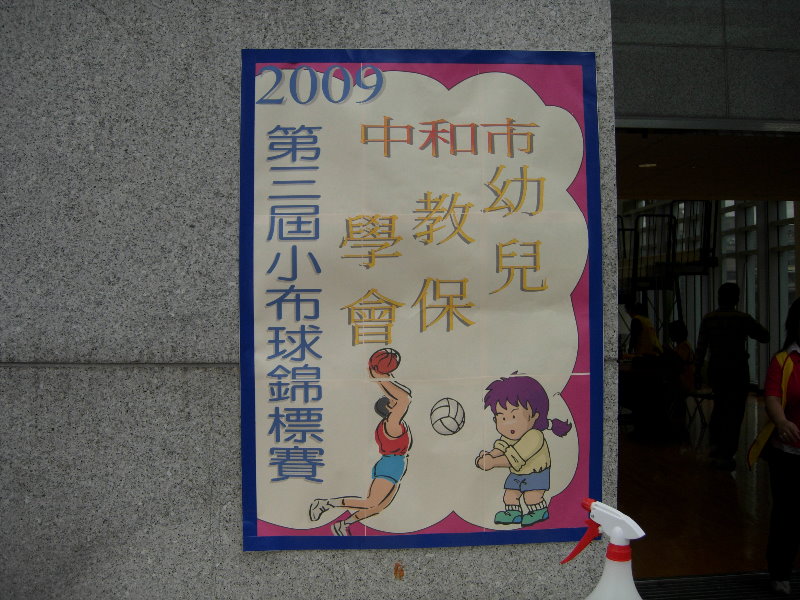 2009
中和市
幼兒
教保
學會
第三屆小布球錦標賽